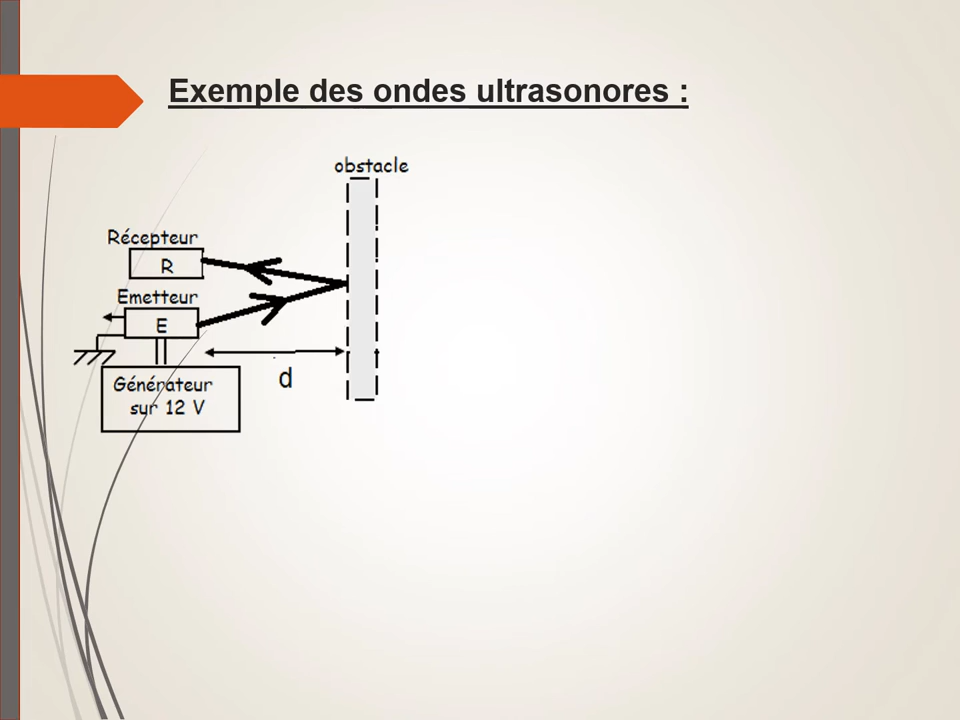 Exemple des ondes ultrasonores :
obstacle
Récepteur
R
Emetteur
E
d
Générateur
sur 12 V